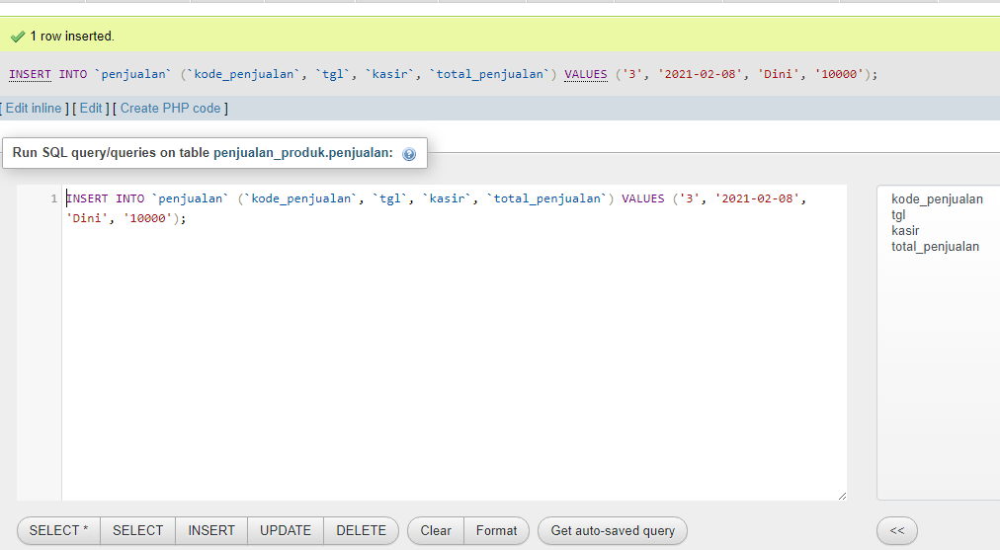 1 row inserted.
INSERT INTO `penjualan` (`kode_penjualan`, `tgl`, `kasir`, `total_penjualan`) VALUES ('3', '2021-02-08', 'Dini', '10000');
[ Edit inline ] [ Edit ] [ Create PHP code ]
Run SQL query/queries on table penjualan_produk.penjualan:
1 INSERT INTO `penjualan` (`kode_penjualan`, `tgl`, `kasir`, `total_penjualan`) VALUES ('3', '2021-02-08',
'Dini', '10000');
kode_penjualan
tgl
kasir
total_penjualan
SELECT * SELECT INSERT UPDATE DELETE Clear Format Get auto-saved query <<